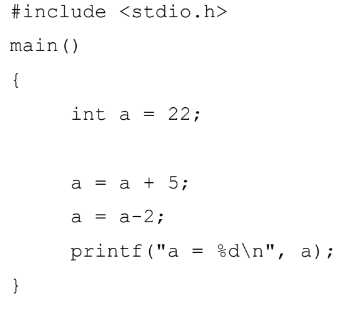 #include <stdio.h>
main()
{
int a = 22;
a = a + 5;
a = a-2;
printf("a = %d\n", a);
}